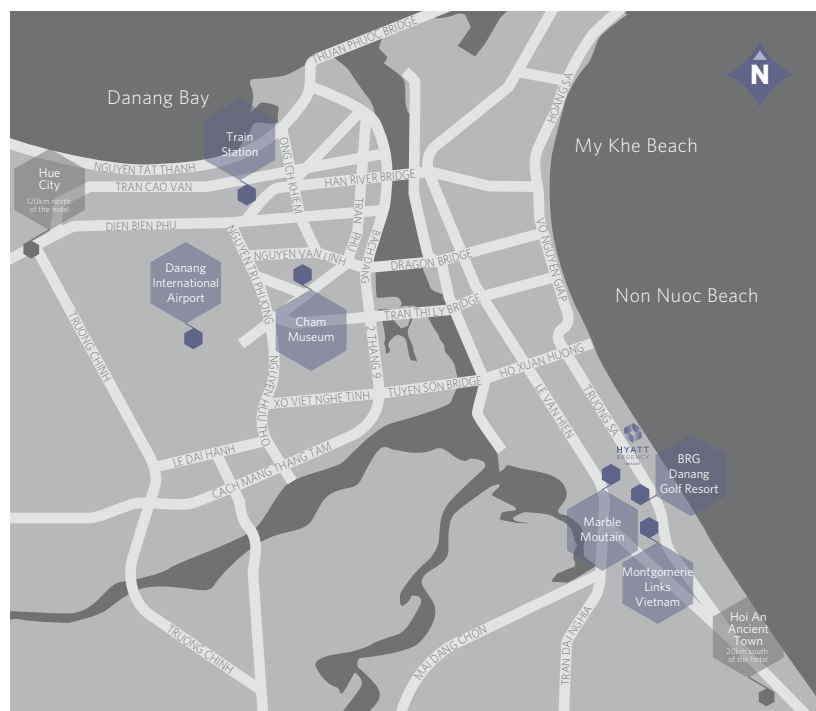 THUAN PHUOC BRIDGE
N
Danang Bay
HOANG SA
Train
Station
My Khe Beach
ONG ICH KHIEM
NGUYEN TAT THANH
Hue
City
120km north
of the hotel
TRAN CAO VAN
HAN RIVER BRIDGE
DIEN BIEN PHU
TRAN PHU
BACH DANG
VO NGUYEN GIAP
NGUYEN TRI PHUONG
NGUYEN VAN LINH
DRAGON BRIDGE
Danang
International
Airport
Non Nuoc Beach
Cham
Museum
TRAN THI LY BRIDGE
TRUONG CHINH
2 THANG 9
HO XUAN HUONG
NGUYEN HUU THO
XO VIET NGHE TINH
TUYEN SON BRIDGE
LE VAN HIEN
TRUONG SA
HYATT
REGENCY
LE DAI HANH
CACH MANG THANG TAM
BRG
Danang
Golf Resort
Marble
Moutain
Montgomerie
Links
Vietnam
Hoi An
Ancient
Town
20km south
of the hotel
TRUONG CHINH
MAI DANG CHON
TRAN DAI NGHIA